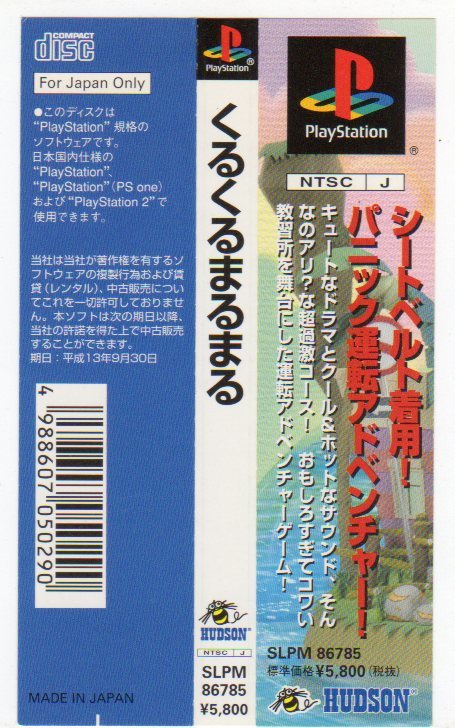 COMPACT
disc
For Japan Only
●このディスクは
"PlayStation" 規格の
ソフトウェアです。
日本国内仕様の
"PlayStation"、
"PlayStation"(PS one)
および"PlayStation 2"で
使用できます。
当社は当社が著作権を有するソ
フトウェアの複製行為および賃
貸(レンタル)、中古販売につい
てこれを一切許可しておりませ
ん。本ソフトは次の期日以降、
当社の許諾を得た上で中古販売
することができます。
期日:平成13年9月30日
4 988607 050290
MADE IN JAPAN
PlayStation®
くるくるまるまる
HUDSON®
NTSC J
SLPM
86785
¥5,800
PlayStation
®
NTSC J
シートベルト着用!
パニック運転アドベンチャー!
キュートなドラマとクール&ホットなサウンド、そん
なのアリ?な超過激コース! おもしろすぎてコワい
教習所を舞台にした運転アドベンチャーゲーム!
SLPM 86785
標準価格¥5,800(税抜)
HUDSON®